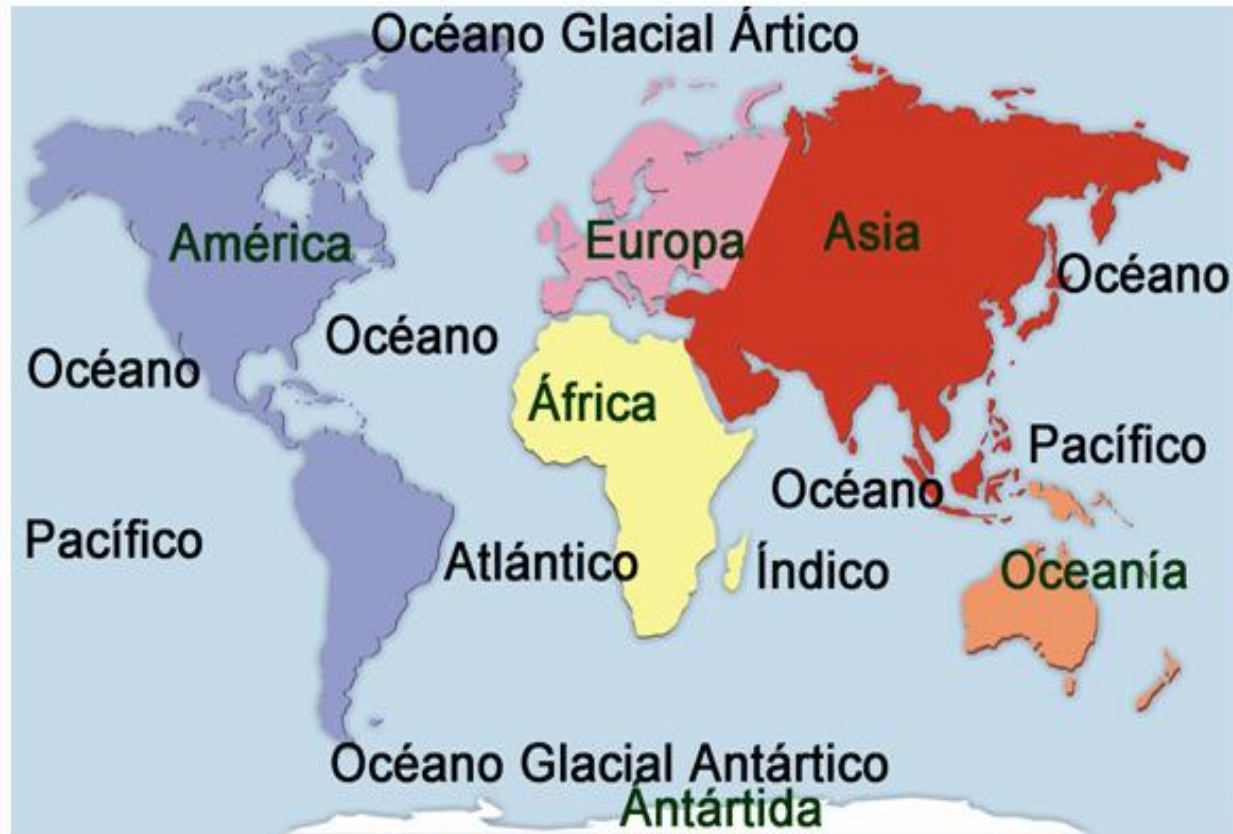 Océano Glacial Ártico
América
Europa
Asia
Océano
Océano
Océano
África
Pacífico
Océano
Pacífico
Atlántico
Índico
Oceanía
Océano Glacial Antártico
Ántártida